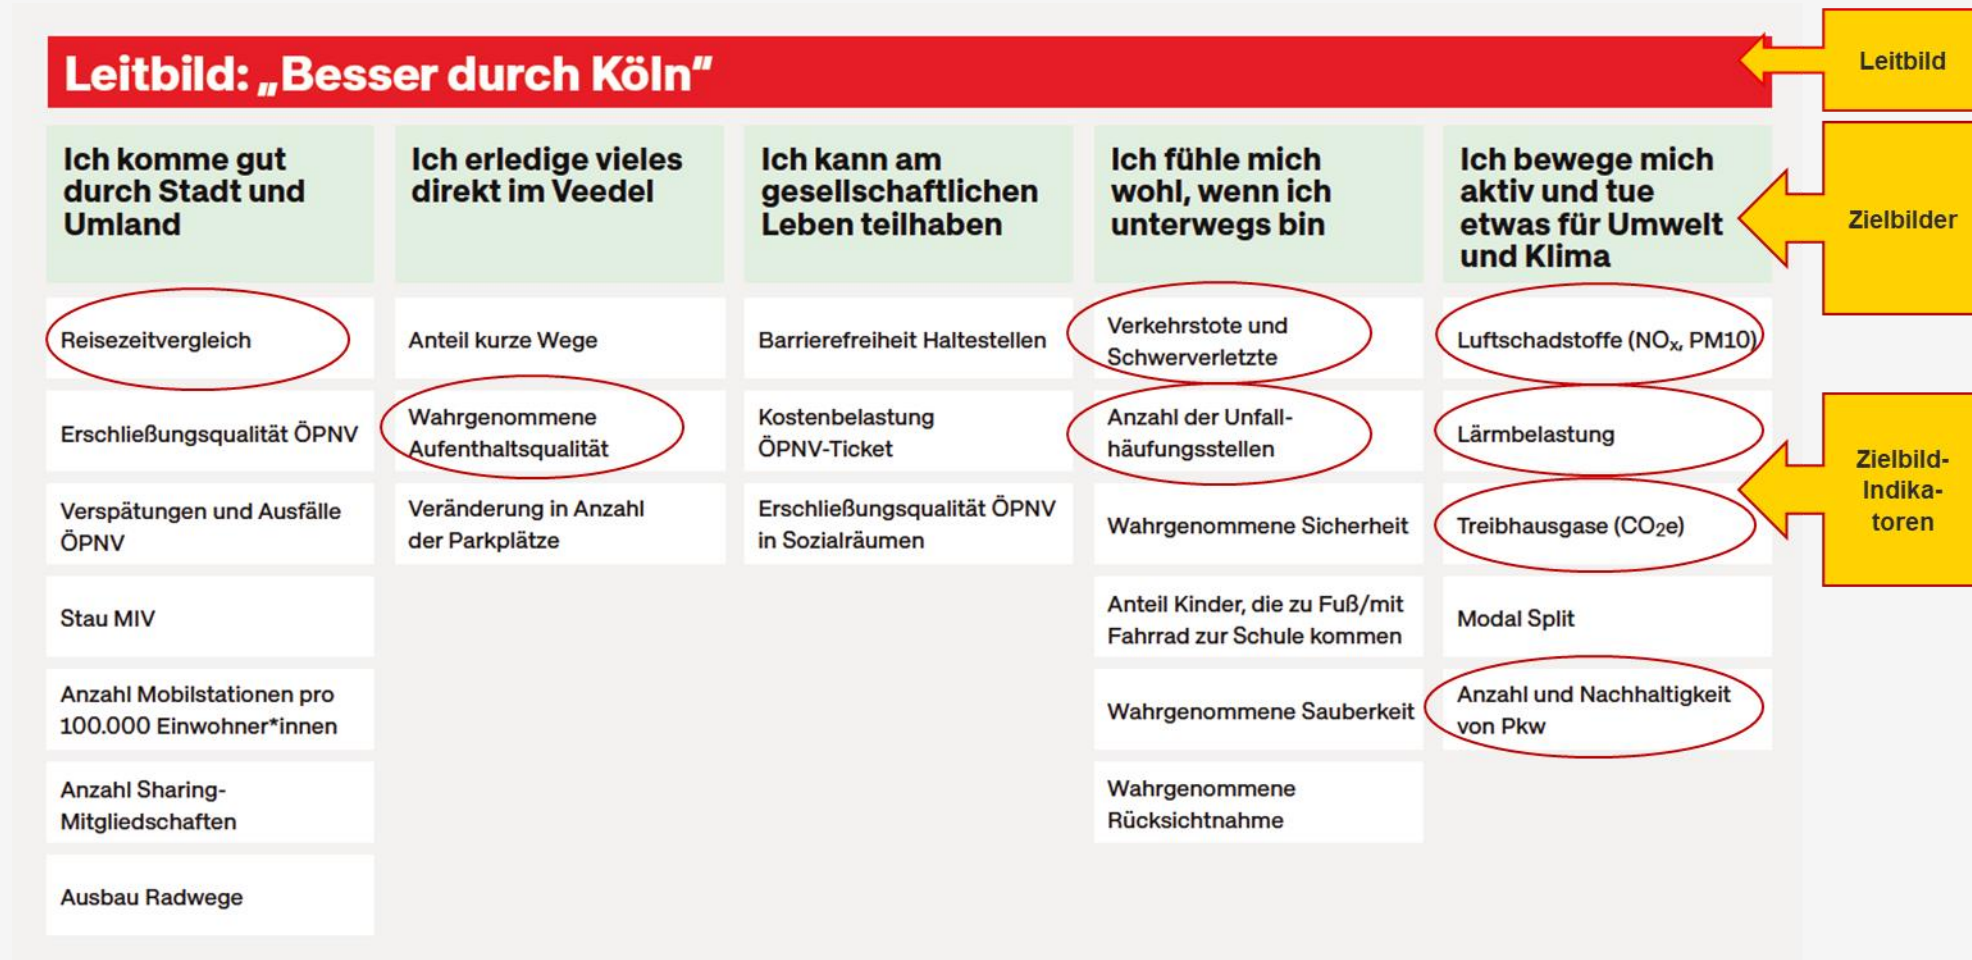 Leitbild: „Besser durch Köln“
Leitbild
Ich komme gut
durch Stadt und
Umland
Ich erledige vieles
direkt im Veedel
Ich kann am
gesellschaftlichen
Leben teilhaben
Ich fühle mich
wohl, wenn ich
unterwegs bin
Ich bewege mich
aktiv und tue
etwas für Umwelt
und Klima
Zielbilder
Reisezeitvergleich
Erschließungsqualität ÖPNV
Verspätungen und Ausfälle
ÖPNV
Stau MIV
Anzahl Mobilstationen pro
100.000 Einwohner*innen
Anzahl Sharing-
Mitgliedschaften
Ausbau Radwege
Anteil kurze Wege
Wahrgenommene
Aufenthaltsqualität
Veränderung in Anzahl
der Parkplätze
Barrierefreiheit Haltestellen
Kostenbelastung
ÖPNV-Ticket
Erschließungsqualität ÖPNV
in Sozialräumen
Verkehrstote und
Schwerverletzte
Anzahl der Unfall-
häufungsstellen
Wahrgenommene Sicherheit
Anteil Kinder, die zu Fuß/mit
Fahrrad zur Schule kommen
Wahrgenommene Sauberkeit
Wahrgenommene
Rücksichtnahme
Luftschadstoffe (NOₓ, PM10)
Lärmbelastung
Treibhausgase (CO₂e)
Modal Split
Anzahl und Nachhaltigkeit
von Pkw
Zielbild-
Indika-
toren